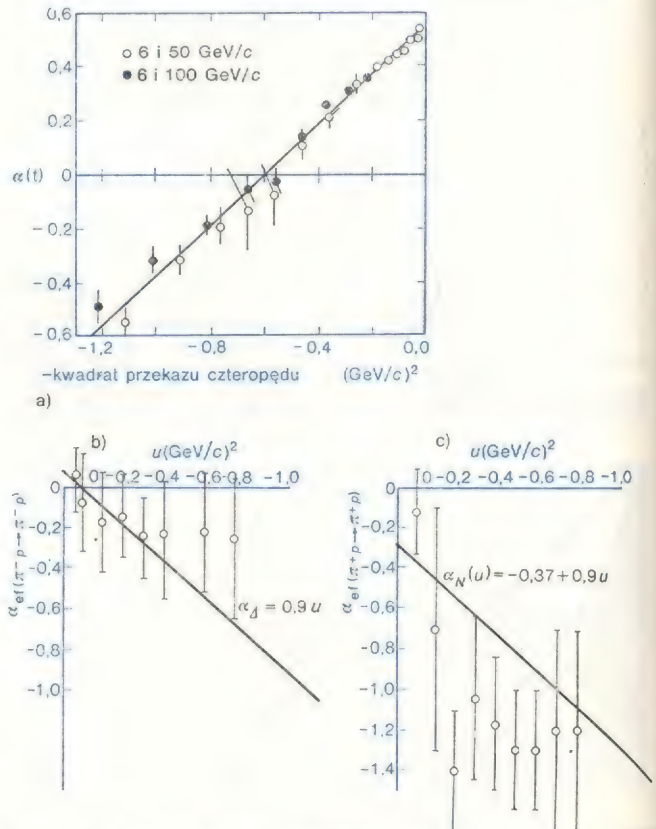 0,6
○ 6 i 50 GeV/c
● 6 i 100 GeV/c
0,4
0,2
α(t)
0
−0,2
−0,4
−0,6
−1,2 −0,8 −0,4 0,0
−kwadrat przekazu czteropędu (GeV/c)²
a)
b)
u(GeV/c)²
0 −0,2 −0,4 −0,6 −0,8 −1,0
0
−0,2
−0,4
−0,6
−0,8
−1,0
α_ef(π⁻p→π⁻p)
α_Δ = 0,9 u
c)
u(GeV/c)²
0 −0,2 −0,4 −0,6 −0,8 −1,0
0
−0,2
−0,4
−0,6
−0,8
−1,0
−1,2
−1,4
α_ef(π⁺p→π⁺p)
α_N(u) = −0,37+0,9u